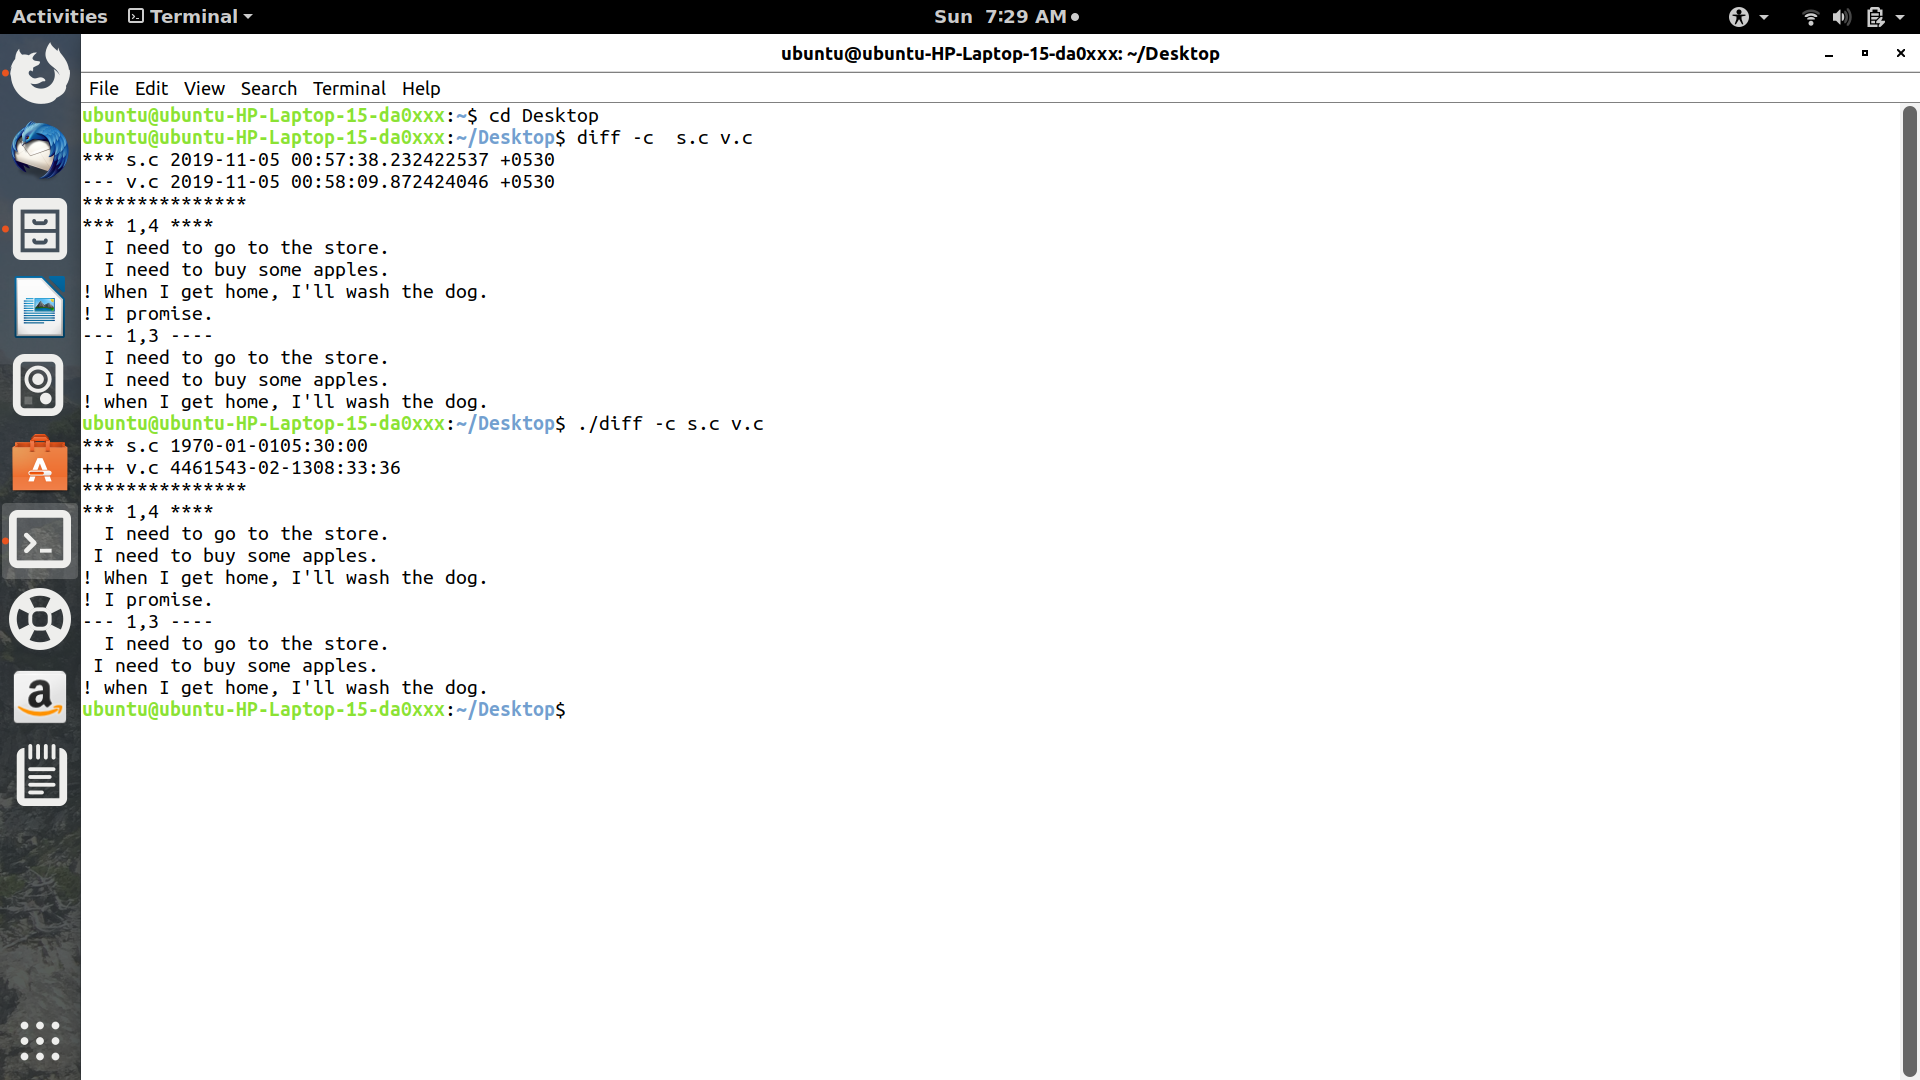 Activities Terminal Sun 7:29 AM
ubuntu@ubuntu-HP-Laptop-15-da0xxx: ~/Desktop
File Edit View Search Terminal Help
ubuntu@ubuntu-HP-Laptop-15-da0xxx:~$ cd Desktop
ubuntu@ubuntu-HP-Laptop-15-da0xxx:~/Desktop$ diff -c  s.c v.c
*** s.c 2019-11-05 00:57:38.232422537 +0530
--- v.c 2019-11-05 00:58:09.872424046 +0530
***************
*** 1,4 ****
  I need to go to the store.
  I need to buy some apples.
! When I get home, I'll wash the dog.
! I promise.
--- 1,3 ----
  I need to go to the store.
  I need to buy some apples.
! when I get home, I'll wash the dog.
ubuntu@ubuntu-HP-Laptop-15-da0xxx:~/Desktop$ ./diff -c s.c v.c
*** s.c 1970-01-0105:30:00
+++ v.c 4461543-02-1308:33:36
***************
*** 1,4 ****
  I need to go to the store.
 I need to buy some apples.
! When I get home, I'll wash the dog.
! I promise.
--- 1,3 ----
  I need to go to the store.
 I need to buy some apples.
! when I get home, I'll wash the dog.
ubuntu@ubuntu-HP-Laptop-15-da0xxx:~/Desktop$